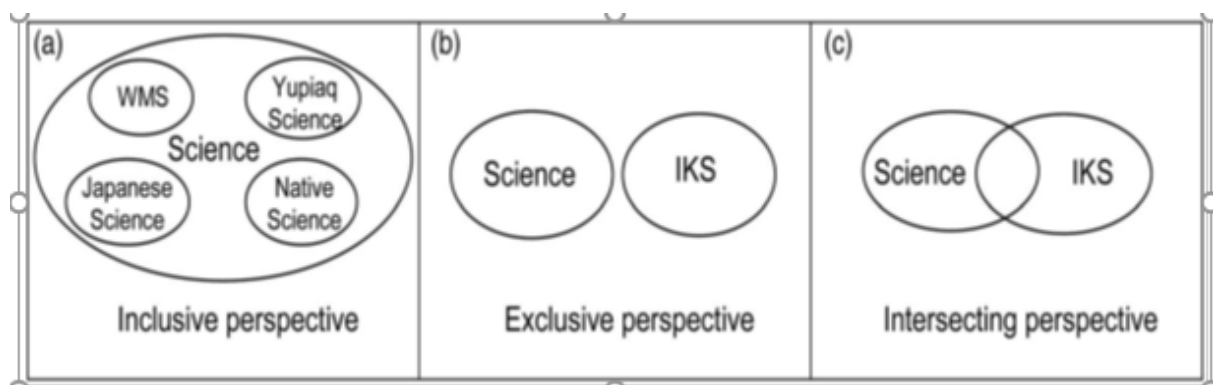 (a)
WMS
Yupiaq
Science
Science
Japanese
Science
Native
Science
Inclusive perspective
(b)
Science
IKS
Exclusive perspective
(c)
Science
IKS
Intersecting perspective